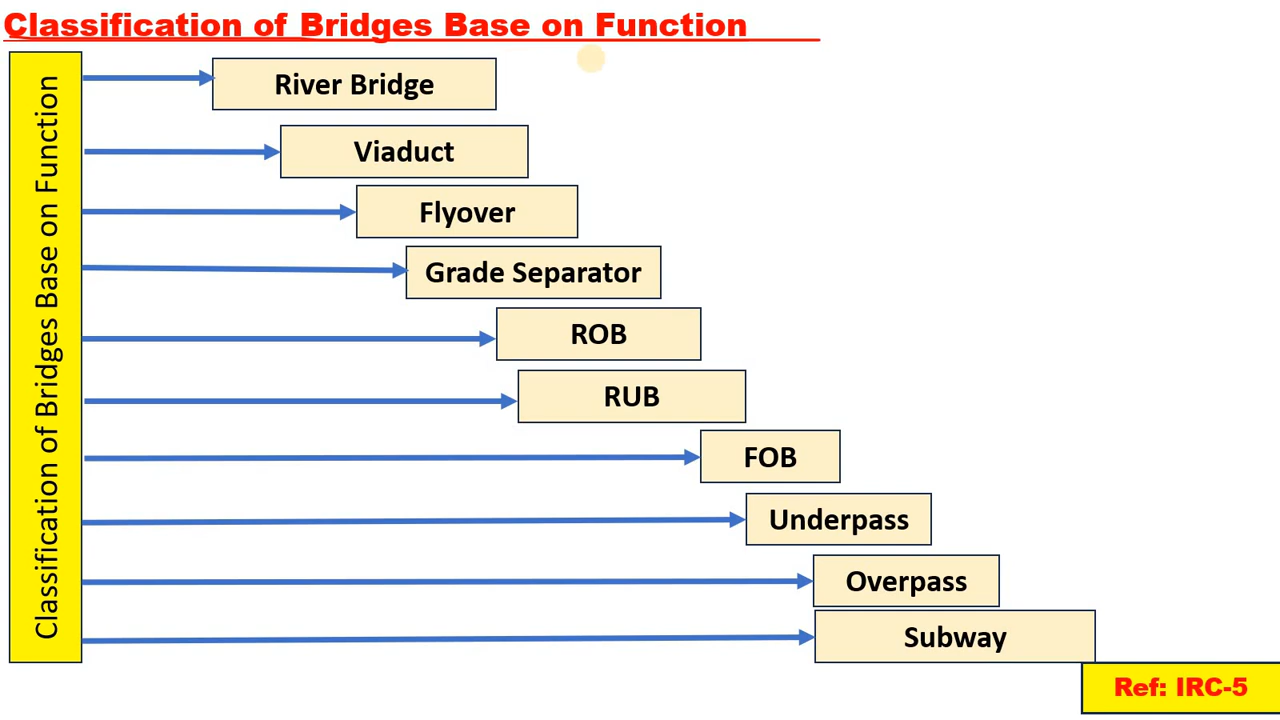 Classification of Bridges Base on Function
Classification of Bridges Base on Function
River Bridge
Viaduct
Flyover
Grade Separator
ROB
RUB
FOB
Underpass
Overpass
Subway
Ref: IRC-5